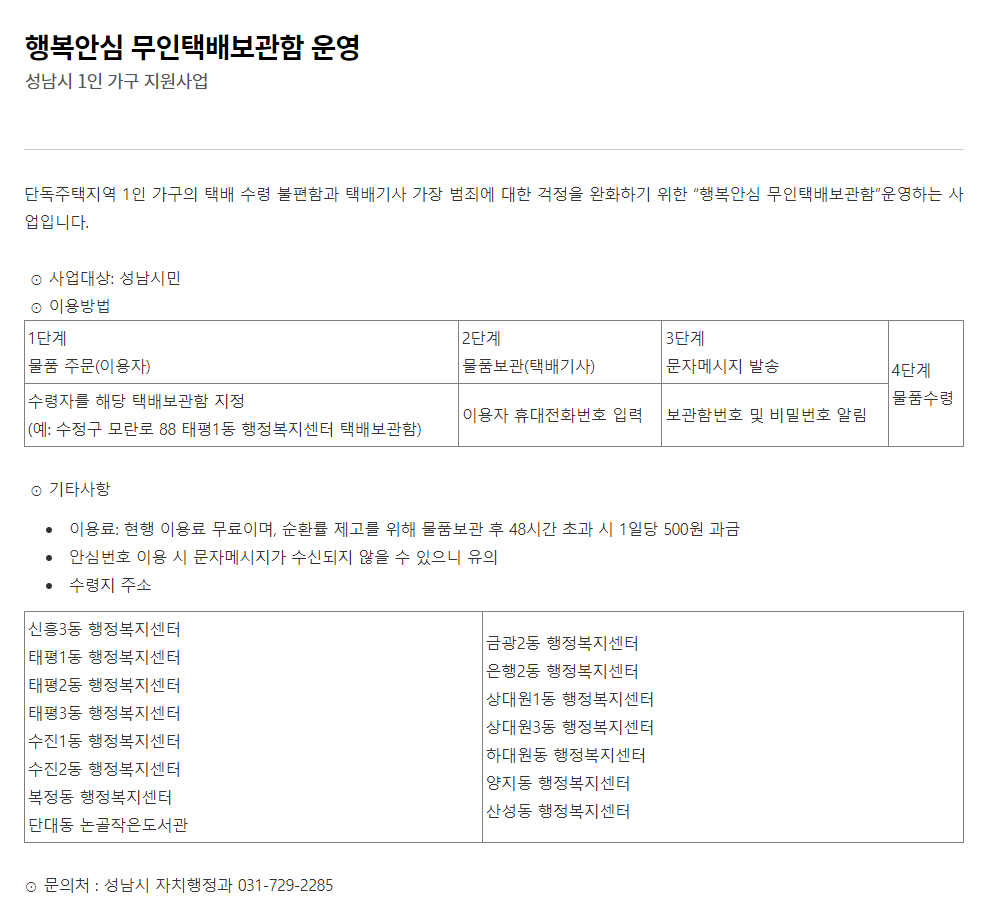 행복안심 무인택배보관함 운영
성남시 1인 가구 지원사업
단독주택지역 1인 가구의 택배 수령 불편함과 택배기사 가장 범죄에 대한 걱정을 완화하기 위한 “행복안심 무인택배보관함”운영하는 사
업입니다.
⊙ 사업대상: 성남시민
⊙ 이용방법
1단계
물품 주문(이용자)
2단계
물품보관(택배기사)
3단계
문자메시지 발송
4단계
물품수령
수령자를 해당 택배보관함 지정
(예: 수정구 모란로 88 태평1동 행정복지센터 택배보관함)
이용자 휴대전화번호 입력
보관함번호 및 비밀번호 알림
⊙ 기타사항
• 이용료: 현행 이용료 무료이며, 순환률 제고를 위해 물품보관 후 48시간 초과 시 1일당 500원 과금
• 안심번호 이용 시 문자메시지가 수신되지 않을 수 있으니 유의
• 수령지 주소
신흥3동 행정복지센터
태평1동 행정복지센터
태평2동 행정복지센터
태평3동 행정복지센터
수진1동 행정복지센터
수진2동 행정복지센터
복정동 행정복지센터
단대동 논골작은도서관
금광2동 행정복지센터
은행2동 행정복지센터
상대원1동 행정복지센터
상대원3동 행정복지센터
하대원동 행정복지센터
양지동 행정복지센터
산성동 행정복지센터
⊙ 문의처 : 성남시 자치행정과 031-729-2285